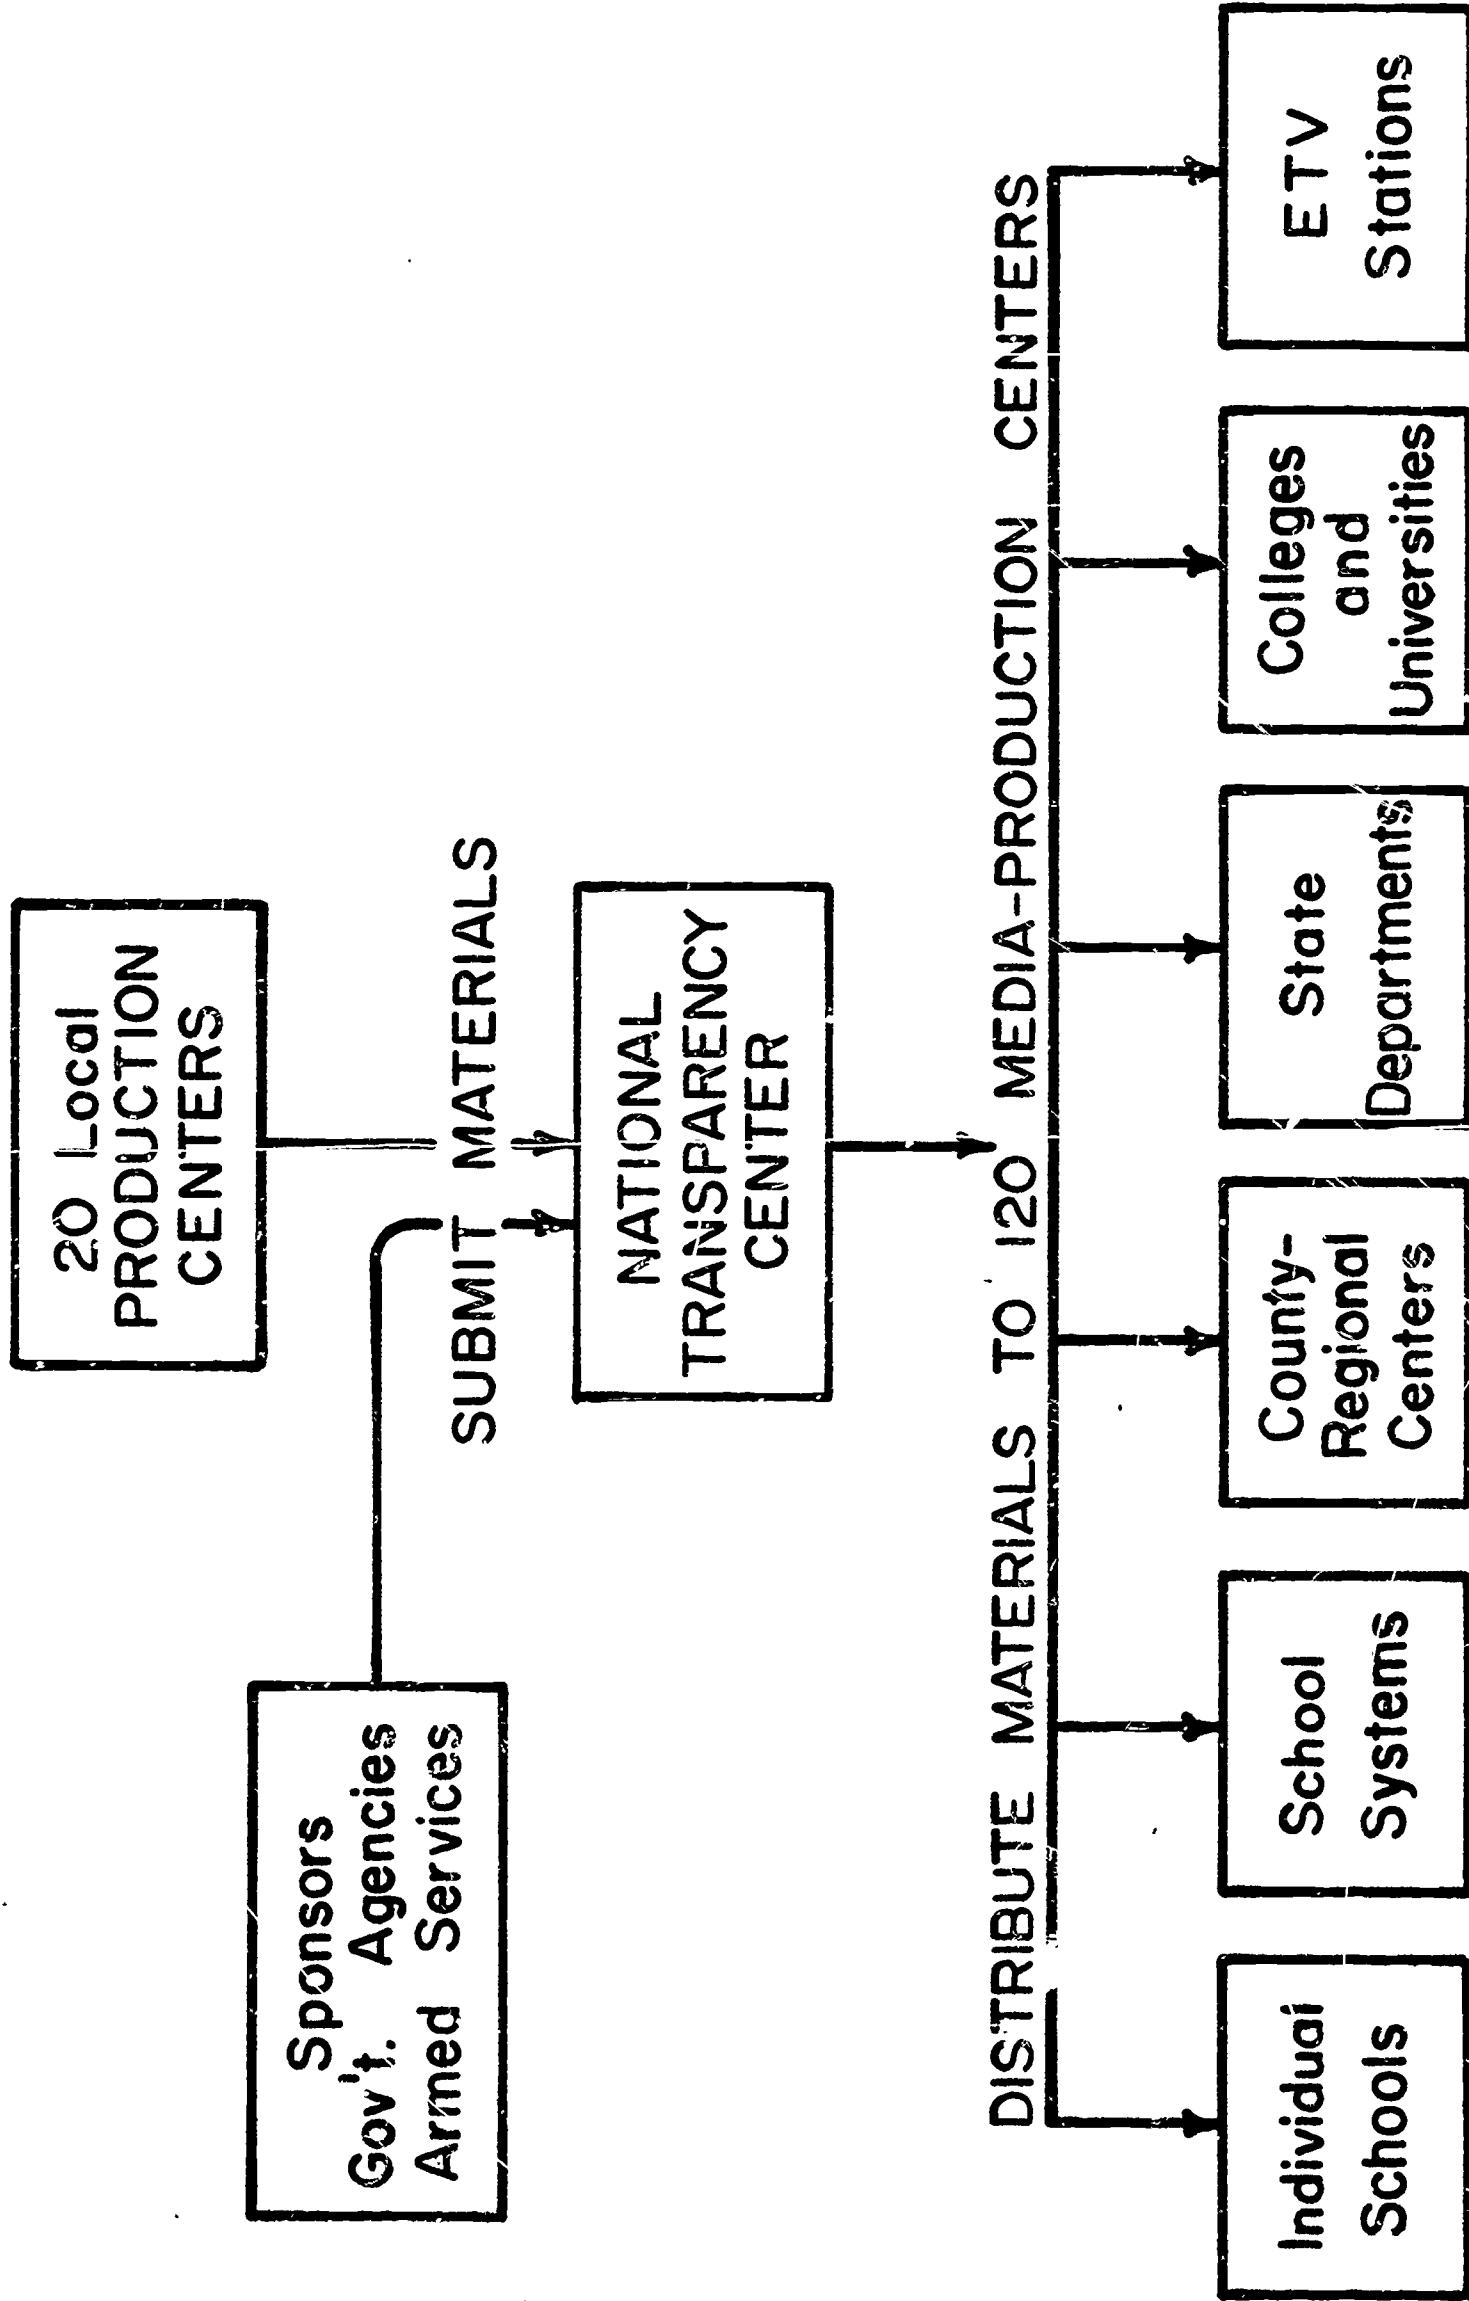 20 Local
PRODUCTION
CENTERS
Sponsors
Gov't. Agencies
Armed Services
SUBMIT MATERIALS
NATIONAL
TRANSPARENCY
CENTER
DISTRIBUTE MATERIALS TO 120 MEDIA-PRODUCTION CENTERS
Individual
Schools
School
Systems
County-
Regional
Centers
State
Departments
Colleges
and
Universities
ETV
Stations